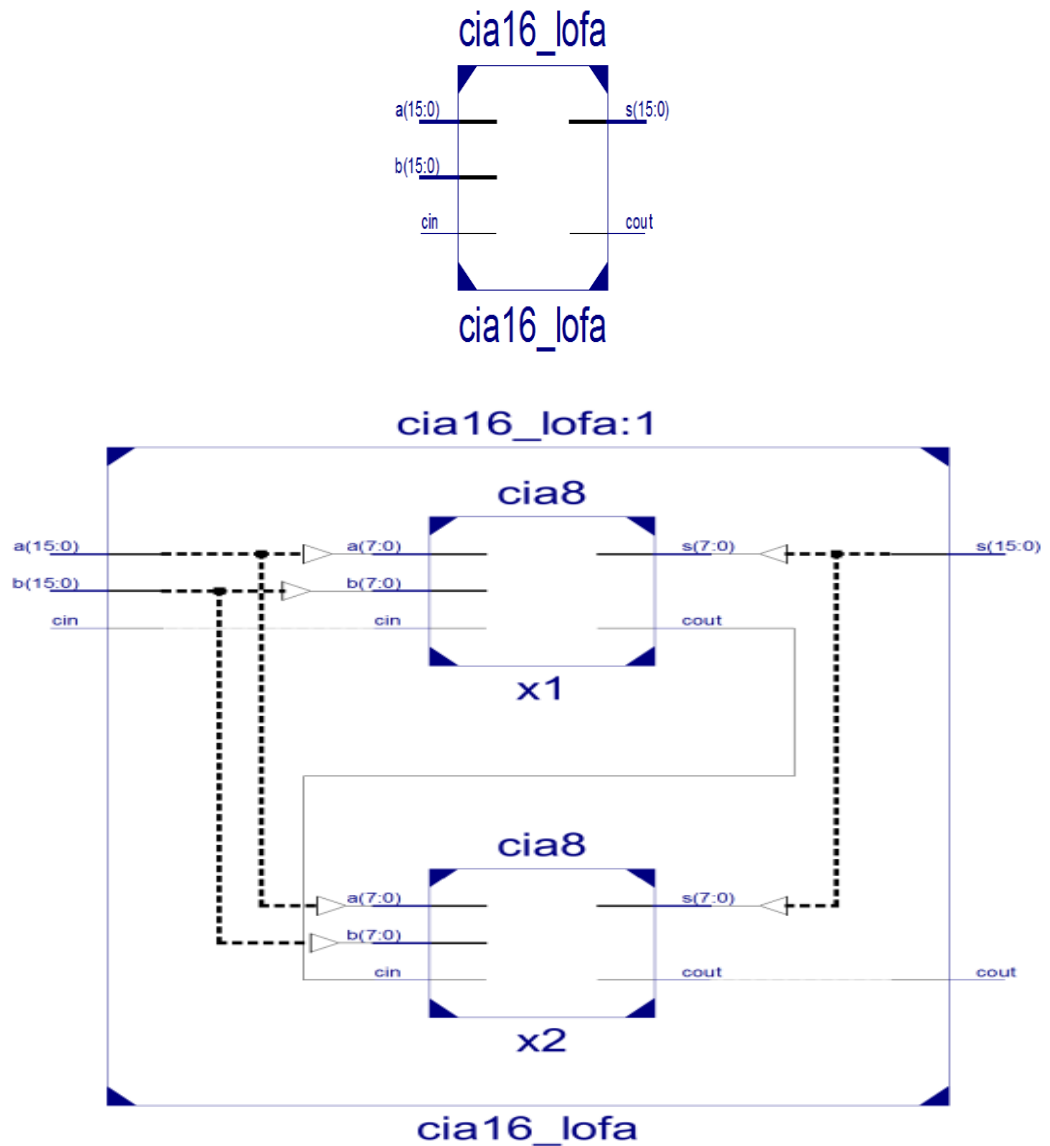 cia16_lofa
a(15:0) s(15:0)
b(15:0)
cin cout
cia16_lofa
cia16_lofa:1
cia8
a(15:0) a(7:0) s(7:0) s(15:0)
b(15:0) b(7:0)
cin cin cout
x1
cia8
a(7:0) s(7:0)
b(7:0)
cin cout cout
x2
cia16_lofa